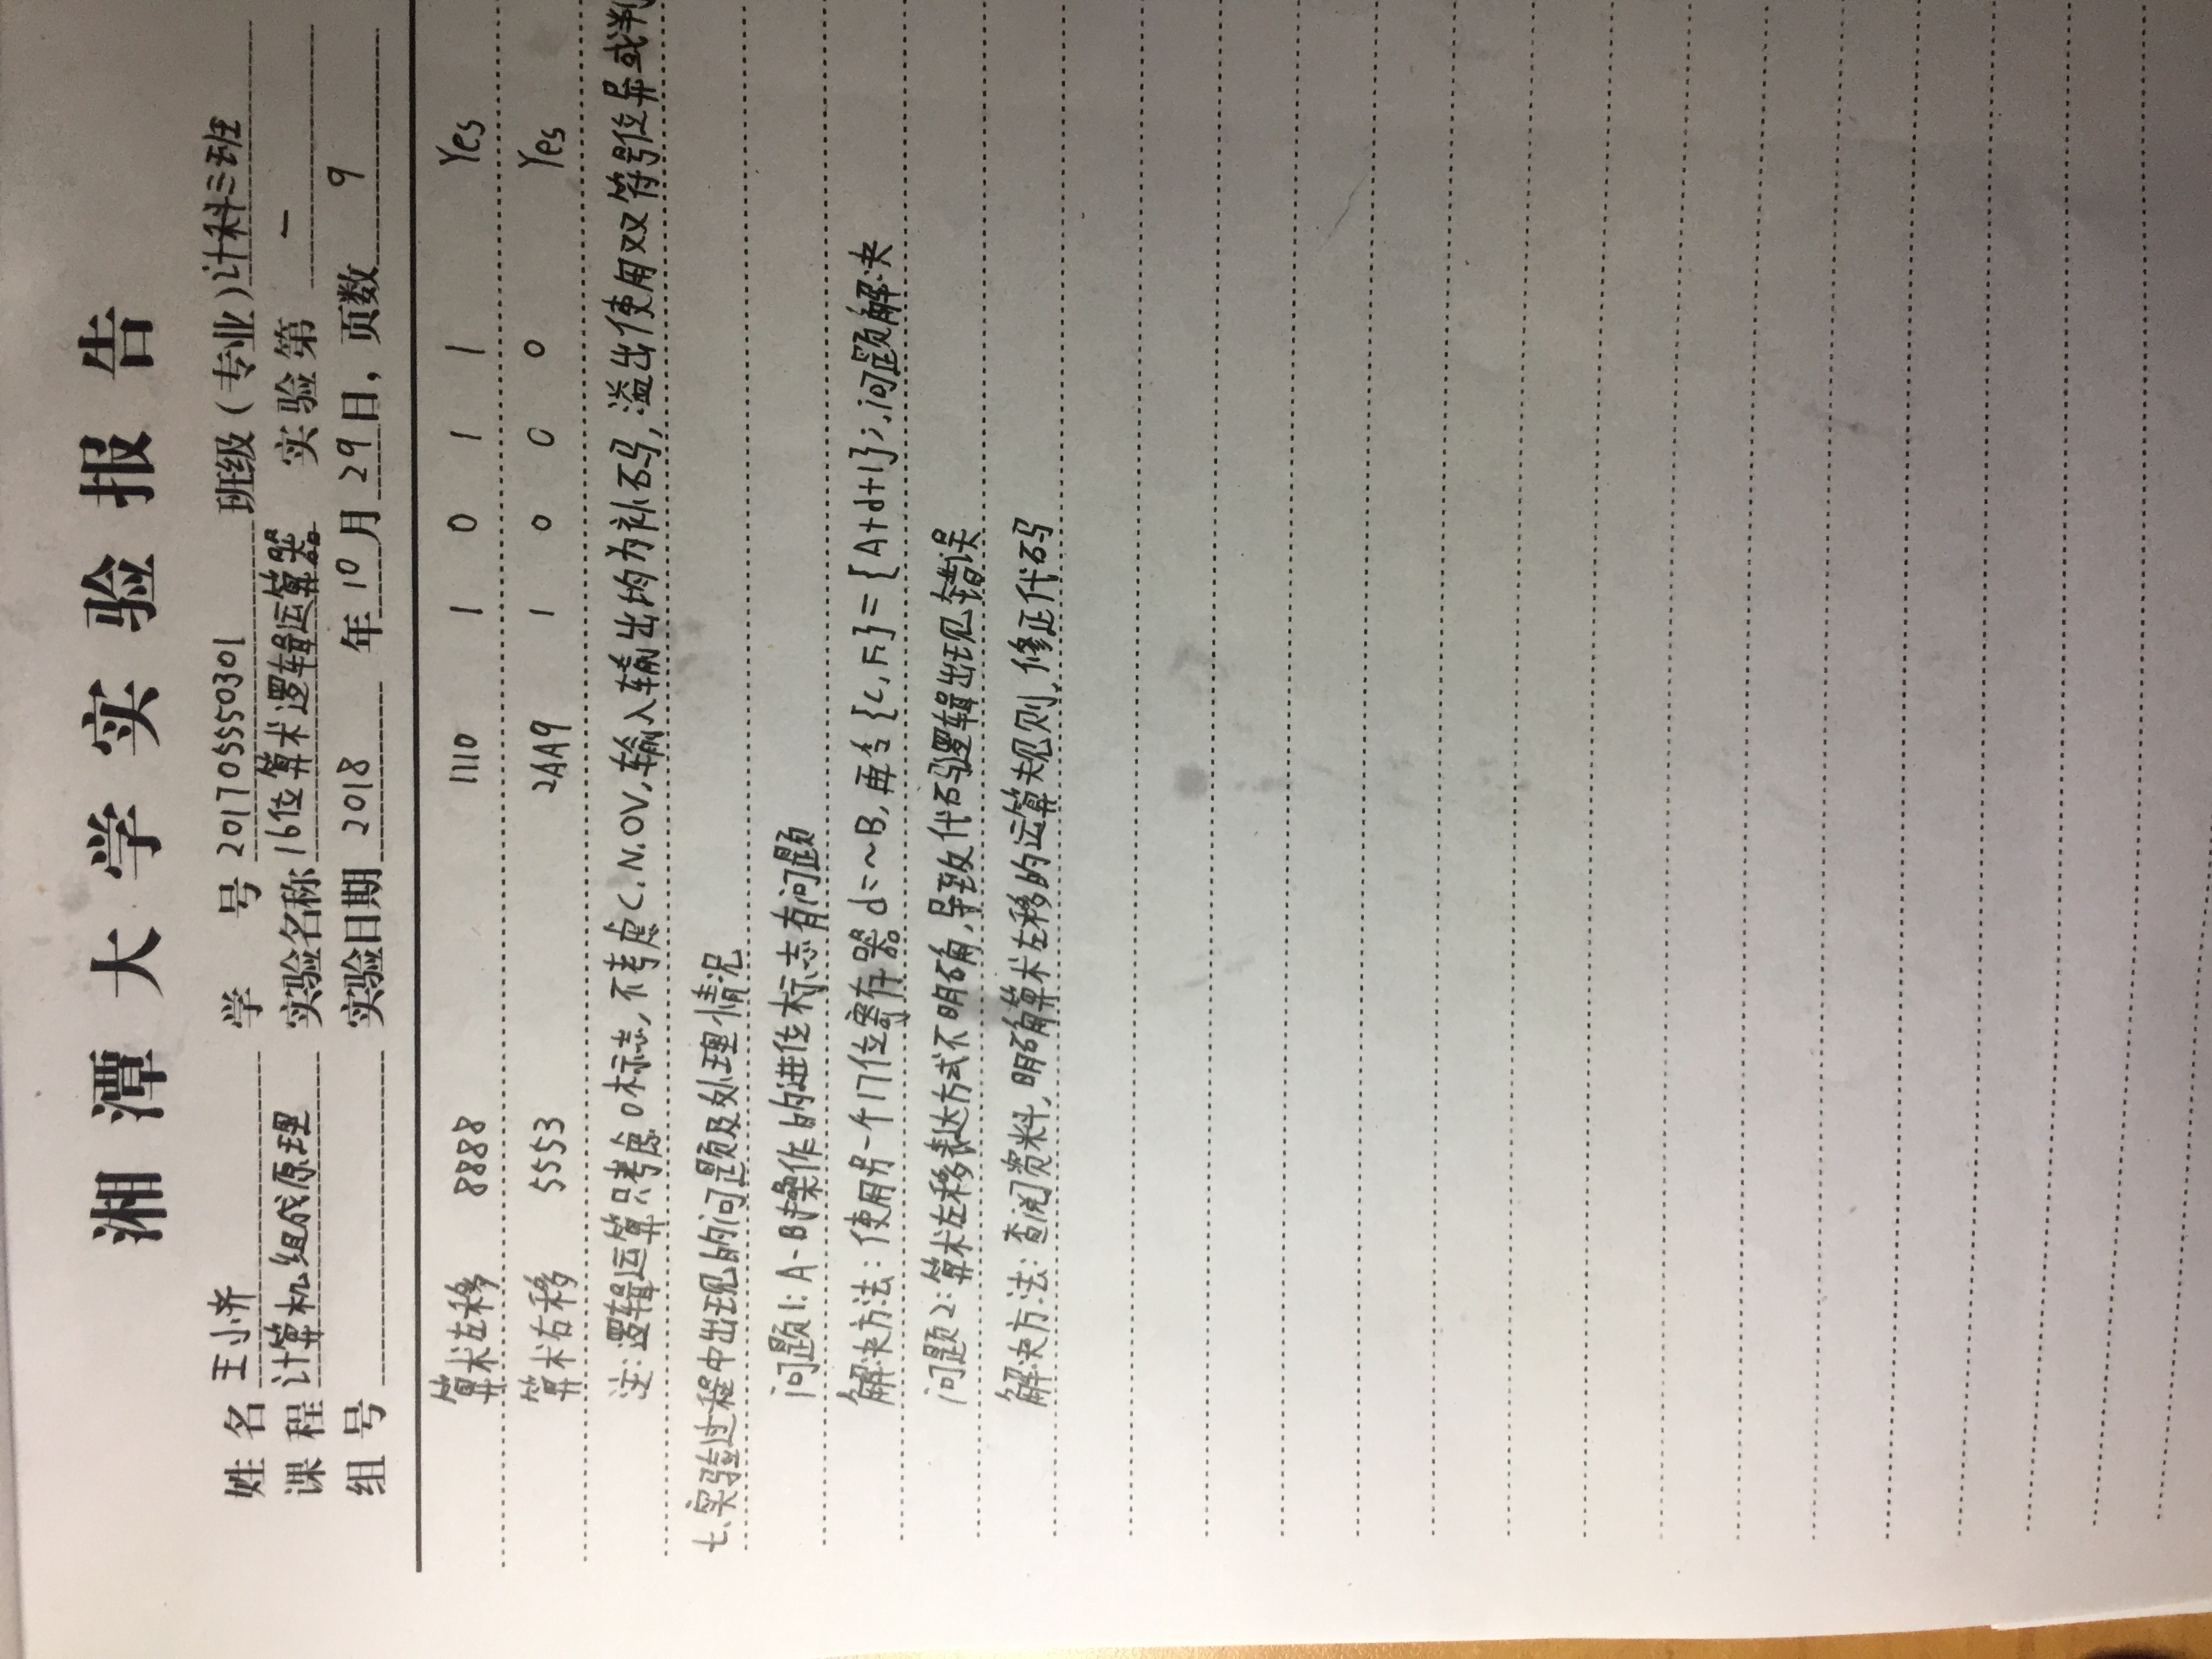 湘潭大学实验报告
姓名 王小齐 学号 201705550301 班级（专业）计科三班
课程 计算机组成原理 实验名称 16位算术逻辑运算器 实验第 一
组号 实验日期 2018 年 10 月 29 日，页数 9
算术左移 8888 1110 1 0 1 1 Yes
算术右移 5553 2AA9 1 0 0 0 Yes
注:逻辑运算只考虑0标志,不考虑C.N.OV,输入输出均为补码,溢出使用双符号位异或判
七.实验过程中出现的问题及处理情况
问题1: A-B操作的进位标志有问题
解决方法:使用另一个17位寄存器 d=~B,再令{C,F}={A+d+1};,问题解决
问题2:算术左移表达方式不明确,导致代码逻辑出现错误
解决方法:查阅资料,明确算术左移的运算规则,修正代码